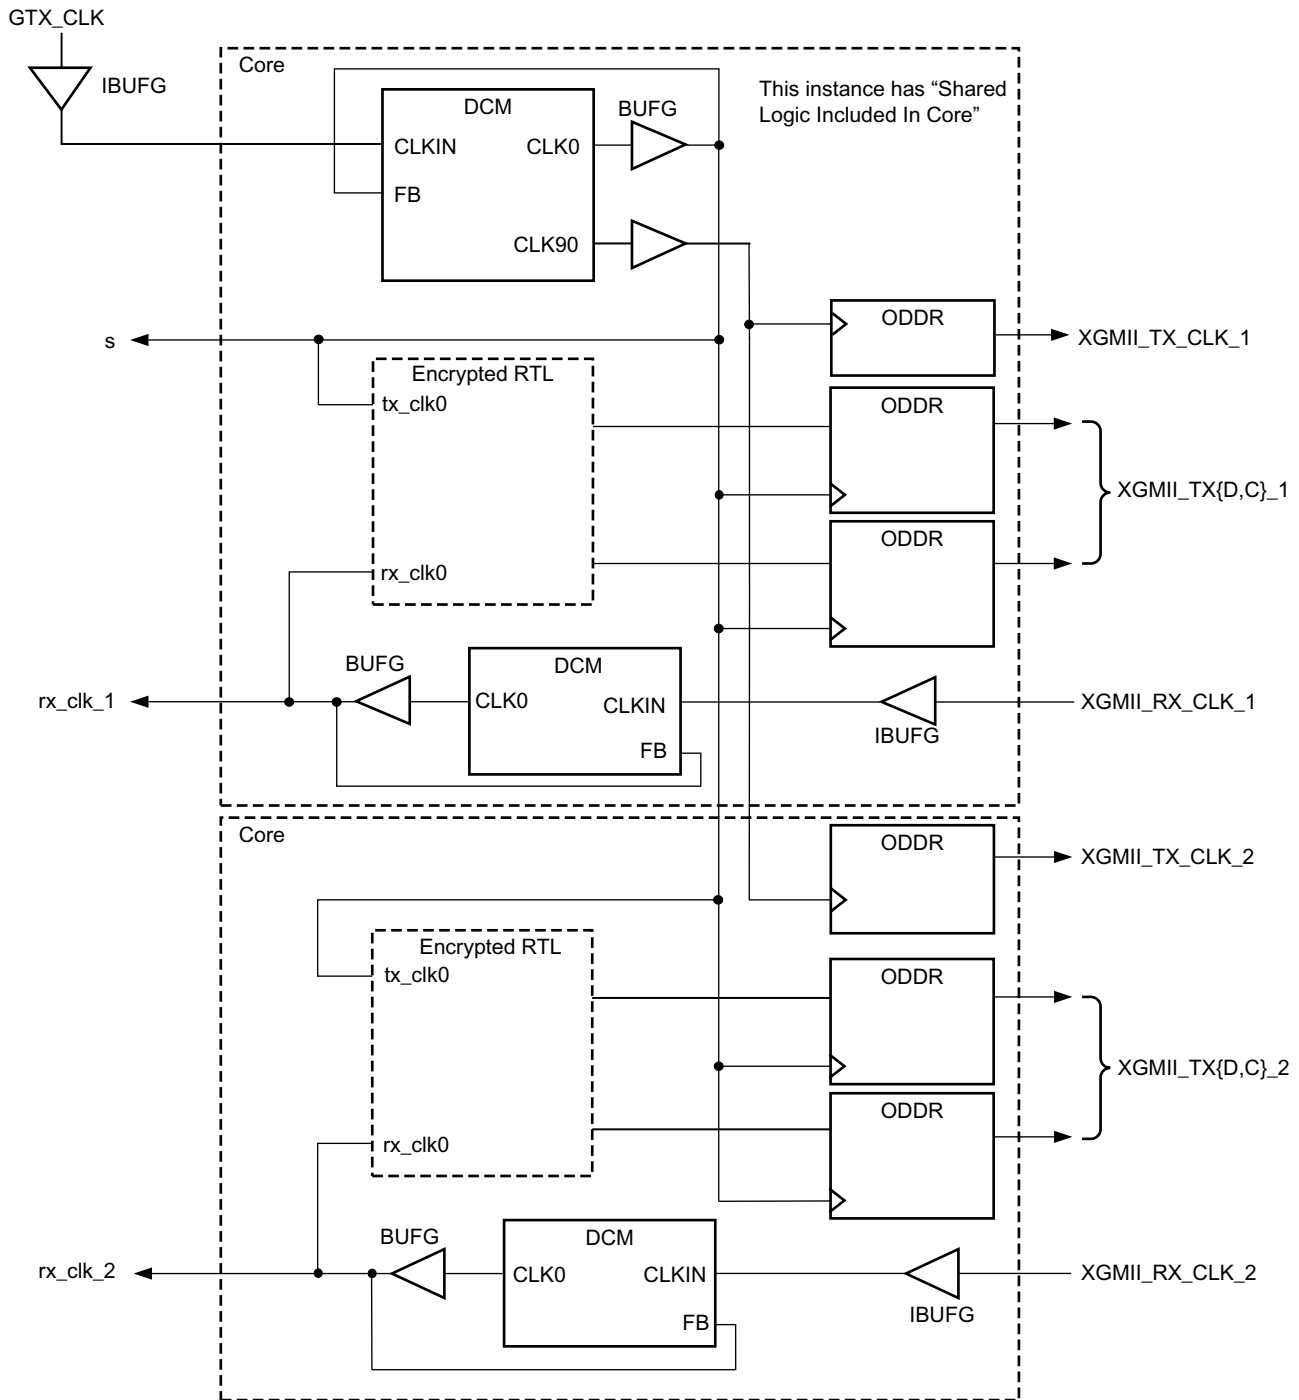 GTX_CLK
IBUFG
Core
This instance has “Shared
Logic Included In Core”
DCM
BUFG
CLKIN
CLK0
FB
CLK90
ODDR
XGMII_TX_CLK_1
s
Encrypted RTL
tx_clk0
ODDR
XGMII_TX{D,C}_1
ODDR
rx_clk0
BUFG
DCM
rx_clk_1
CLK0
CLKIN
XGMII_RX_CLK_1
IBUFG
FB
Core
ODDR
XGMII_TX_CLK_2
Encrypted RTL
tx_clk0
ODDR
XGMII_TX{D,C}_2
ODDR
rx_clk0
BUFG
DCM
rx_clk_2
CLK0
CLKIN
XGMII_RX_CLK_2
IBUFG
FB